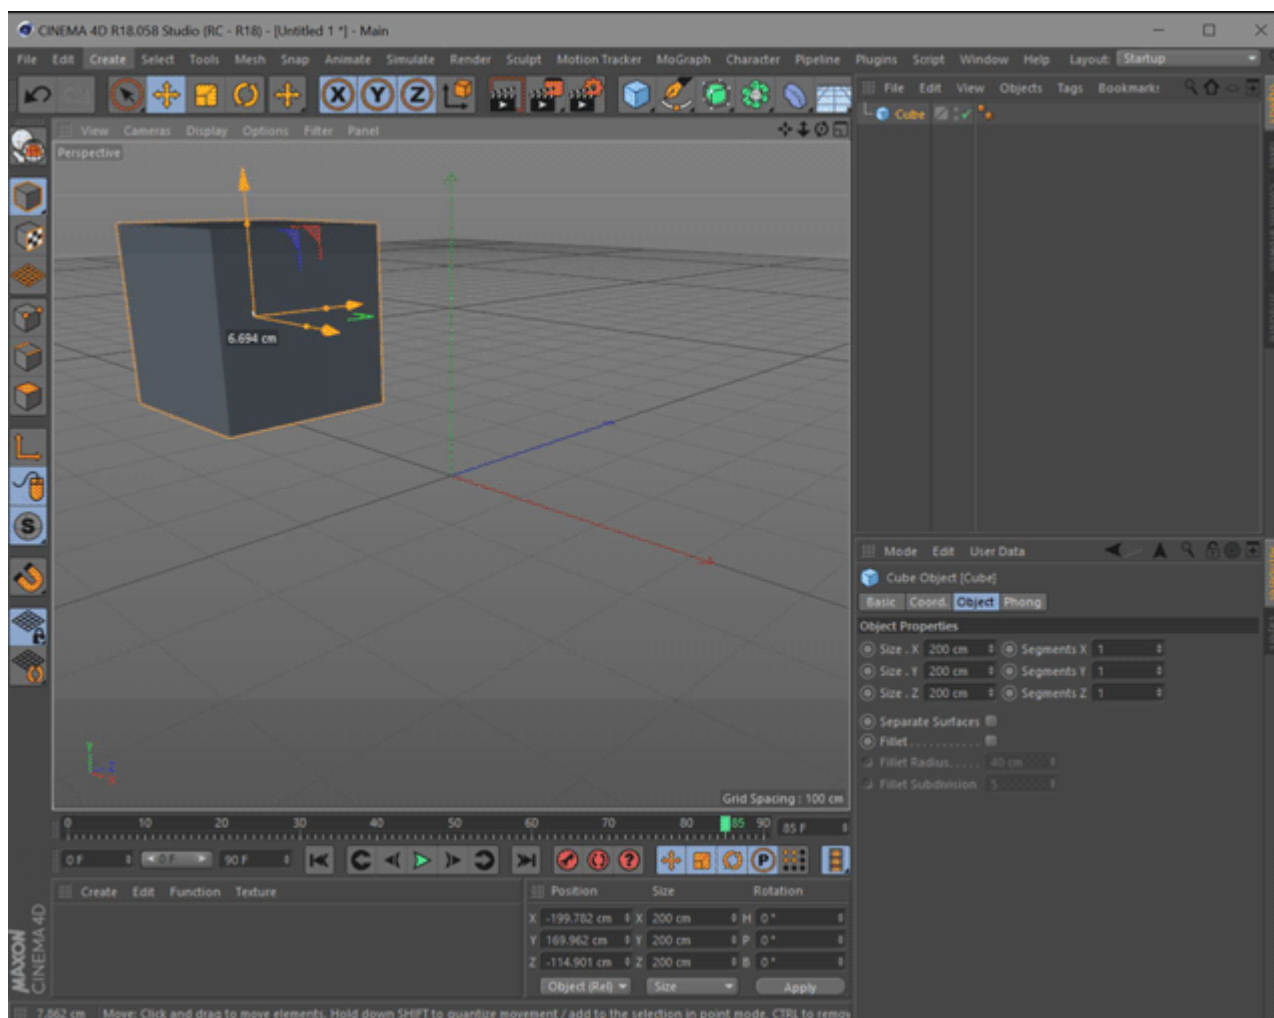 CINEMA 4D R18.058 Studio (RC - R18) - [Untitled 1 *] - Main
File Edit Create Select Tools Mesh Snap Animate Simulate Render Sculpt Motion Tracker MoGraph Character Pipeline Plugins Script Window Help Layout: Startup
X Y Z
File Edit View Objects Tags Bookmarks
Cube
View Cameras Display Options Filter Panel
Perspective
6.694 cm
Y
Z
X
Grid Spacing : 100 cm
S
0 10 20 30 40 50 60 70 80 85 90 85 F
0 F 0 F 90 F
? P
Create Edit Function Texture
Position Size Rotation
X -199.782 cm X 200 cm H 0 °
Y 169.962 cm Y 200 cm P 0 °
Z -114.901 cm Z 200 cm B 0 °
Object (Rel) Size Apply
Mode Edit User Data
Cube Object [Cube]
Basic Coord. Object Phong
Object Properties
Size . X 200 cm Segments X 1
Size . Y 200 cm Segments Y 1
Size . Z 200 cm Segments Z 1
Separate Surfaces
Fillet . . . . . . . . . . .
Fillet Radius. . . . . 40 cm
Fillet Subdivision 5
MAXON
CINEMA 4D
7.862 cm Move: Click and drag to move elements. Hold down SHIFT to quantize movement / add to the selection in point mode, CTRL to remov